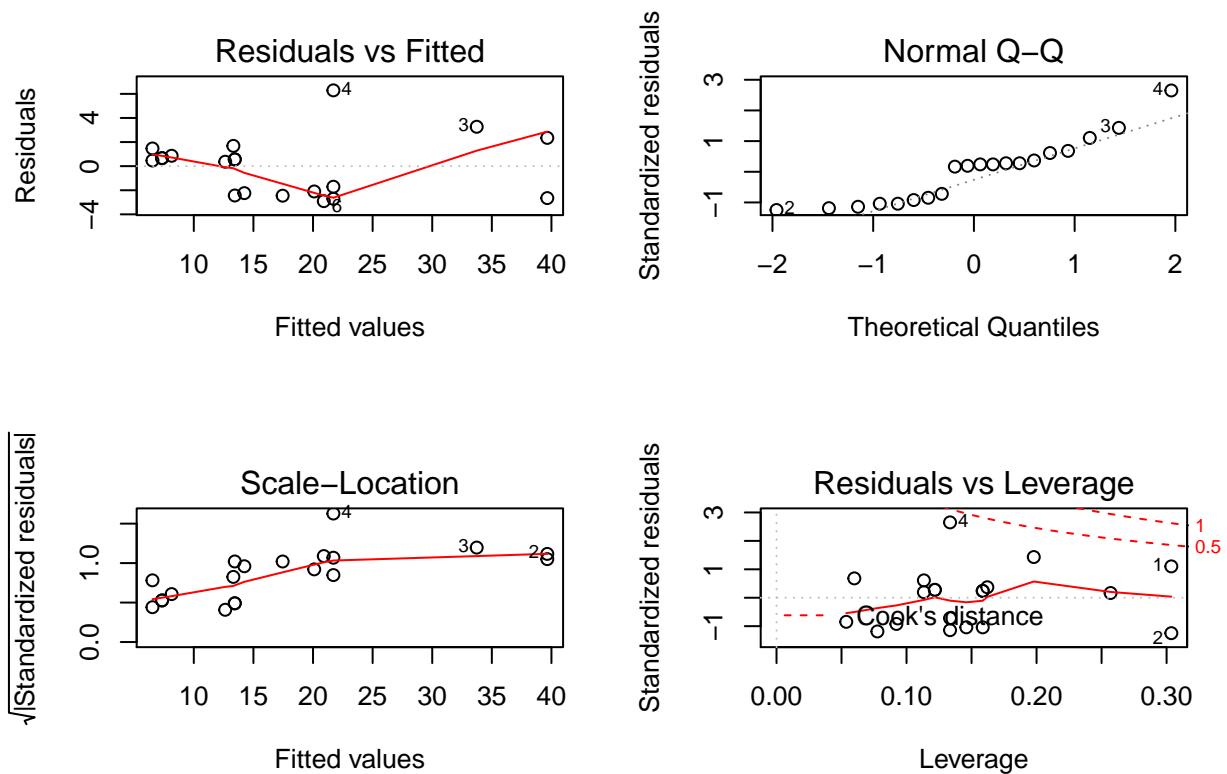 Residuals vs Fitted
Residuals
4
0
−4
4
3
6
10 15 20 25 30 35 40
Fitted values
Normal Q−Q
Standardized residuals
3
1
−1
4
3
2
−2 −1 0 1 2
Theoretical Quantiles
Scale−Location
√|Standardized residuals|
1.0
0.0
4
3
2
10 15 20 25 30 35 40
Fitted values
Residuals vs Leverage
Standardized residuals
3
1
−1
4
1
2
1
0.5
Cook's distance
0.00 0.10 0.20 0.30
Leverage